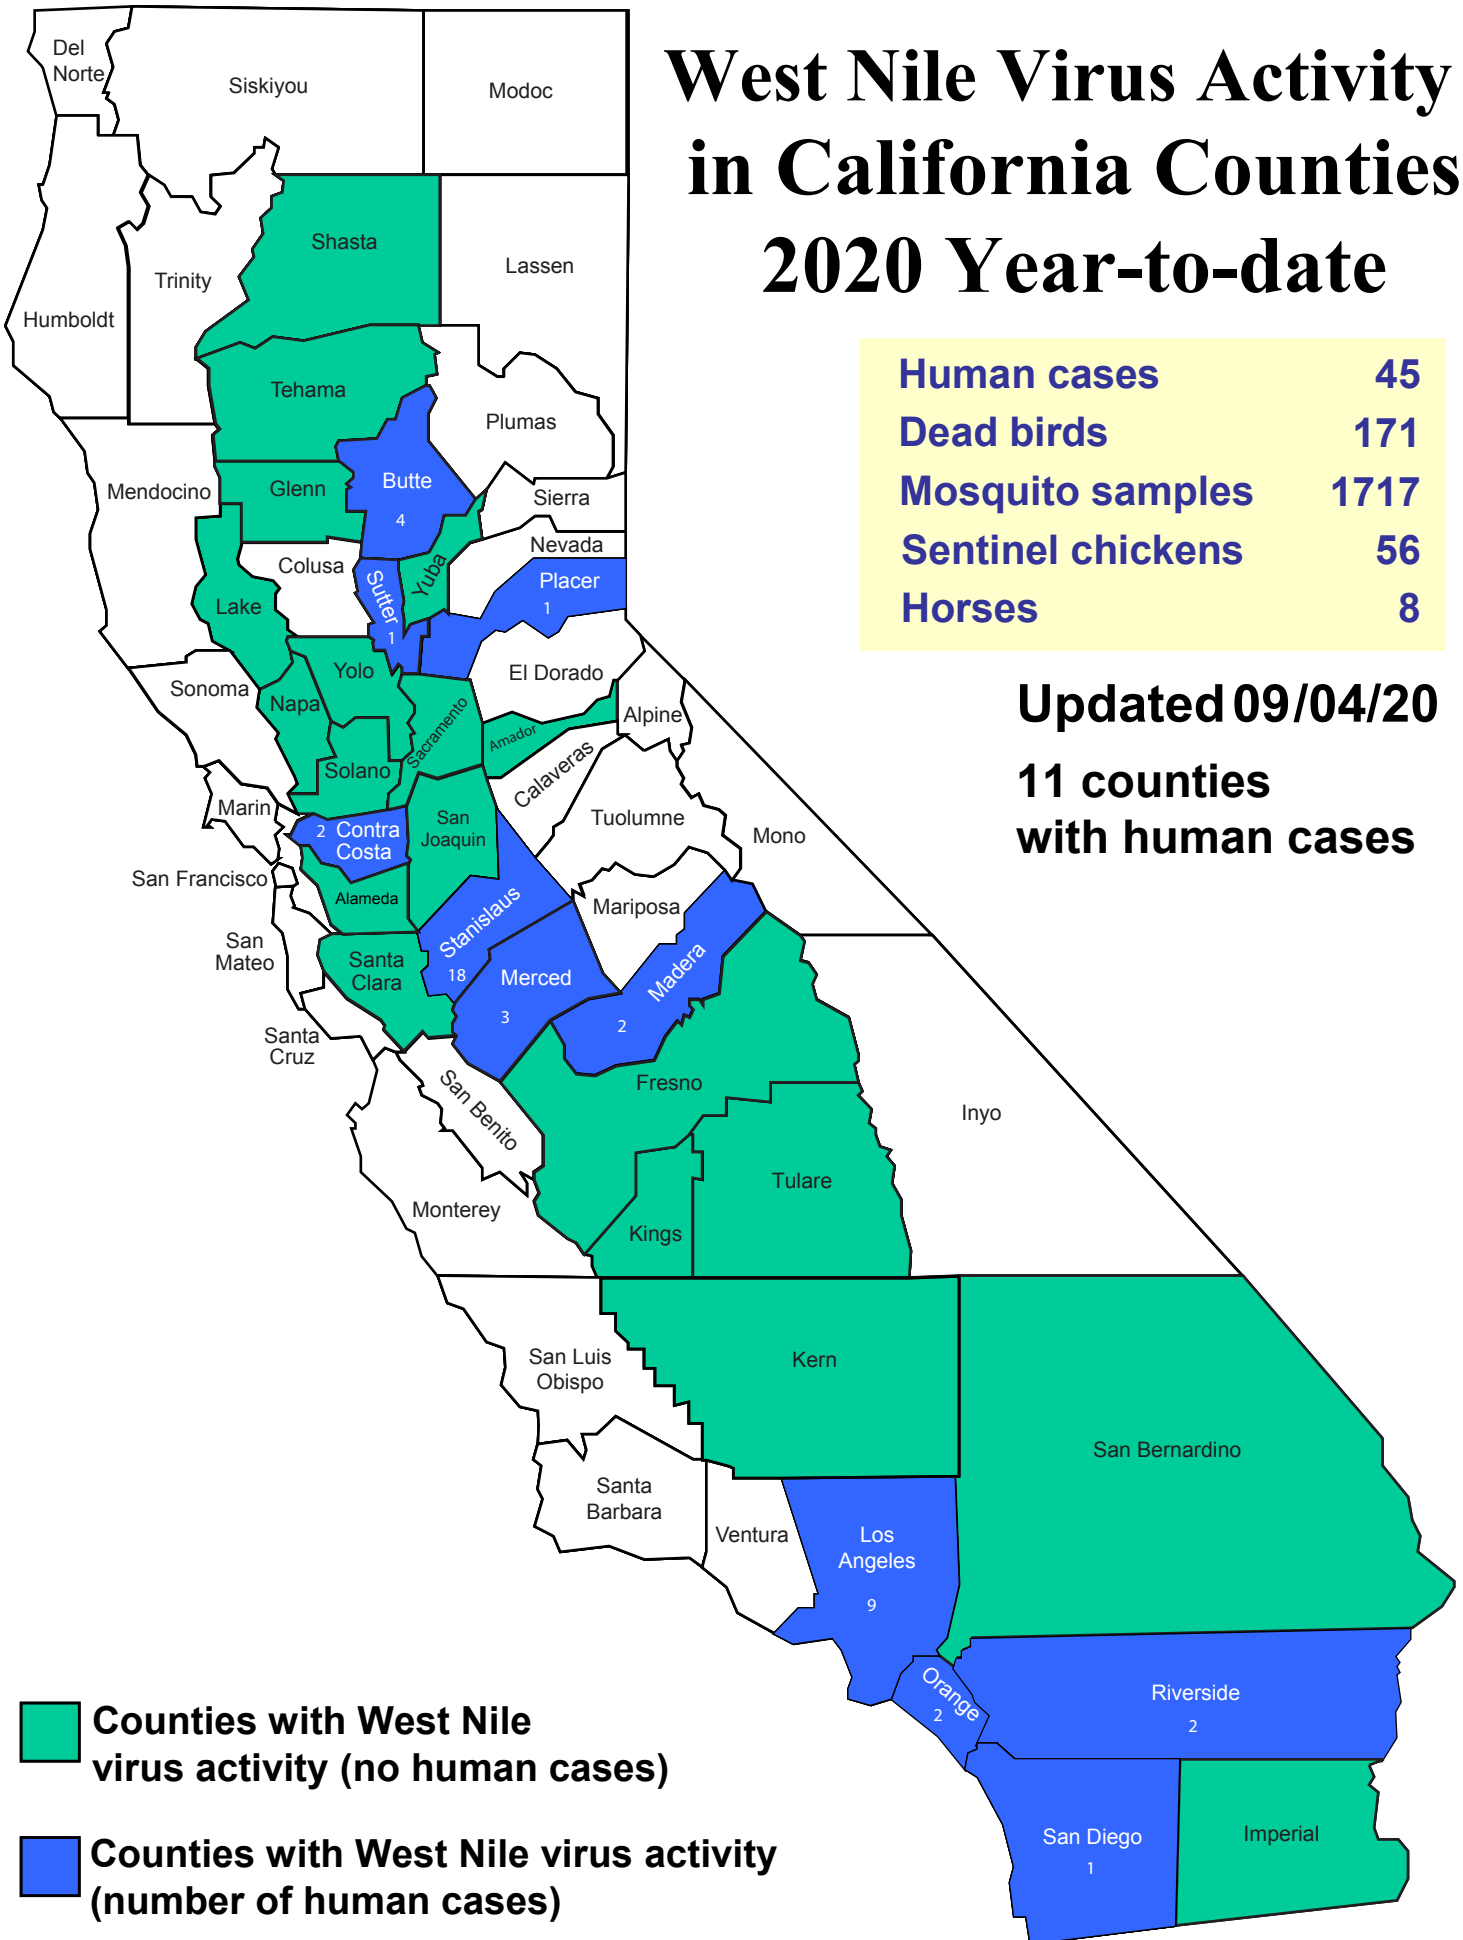 West Nile Virus Activity
in California Counties
2020 Year-to-date
Human cases 45
Dead birds 171
Mosquito samples 1717
Sentinel chickens 56
Horses 8
Updated 09/04/20
11 counties
with human cases
Del
Norte
Siskiyou
Modoc
Shasta
Lassen
Trinity
Humboldt
Tehama
Plumas
Mendocino
Glenn
Butte
4
Sierra
Colusa
Nevada
Sutter
1
Yuba
Placer
1
Lake
Yolo
El Dorado
Sonoma
Napa
Sacramento
Amador
Alpine
Solano
Calaveras
Marin
2 Contra
Costa
San
Joaquin
Tuolumne
Mono
San Francisco
Alameda
Mariposa
Stanislaus
18
San
Mateo
Santa
Clara
Merced
3
Madera
2
Santa
Cruz
San Benito
Fresno
Inyo
Monterey
Kings
Tulare
San Luis
Obispo
Kern
San Bernardino
Santa
Barbara
Ventura
Los
Angeles
9
Orange
2
Riverside
2
San Diego
1
Imperial
Counties with West Nile
virus activity (no human cases)
Counties with West Nile virus activity
(number of human cases)